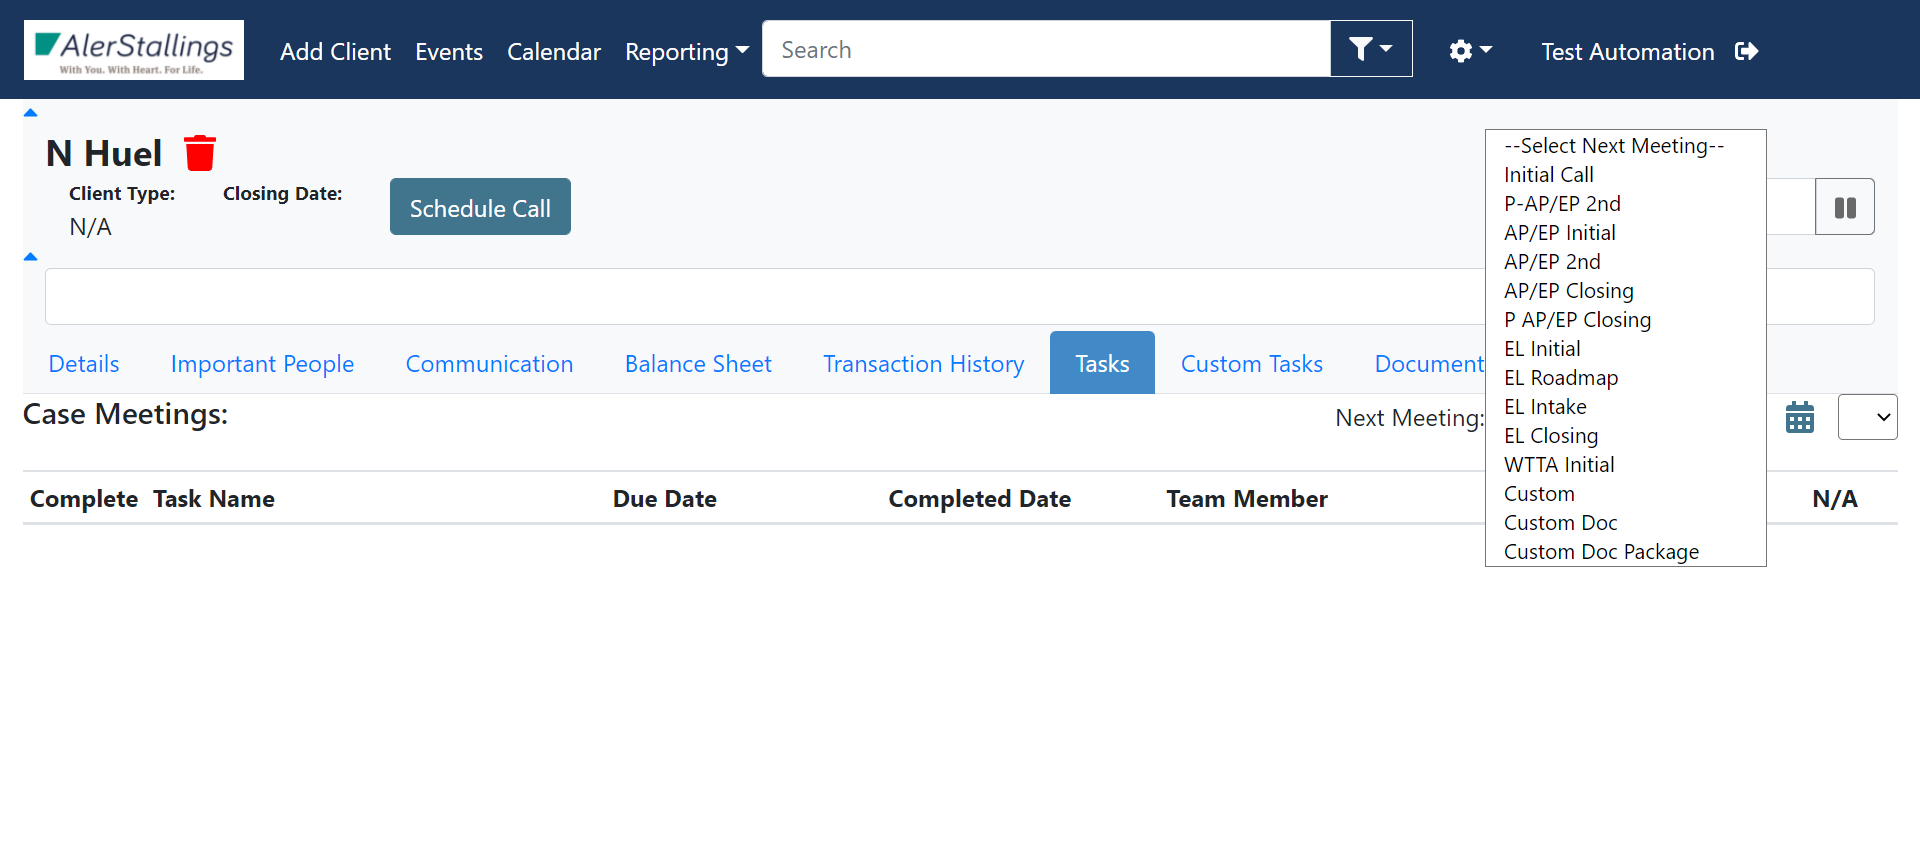 AlerStallings
With You. With Heart. For Life.
Add Client
Events
Calendar
Reporting
Search
Test Automation
N Huel
Client Type:
Closing Date:
N/A
Schedule Call
Details
Important People
Communication
Balance Sheet
Transaction History
Tasks
Custom Tasks
Document
Case Meetings:
Next Meeting:
--Select Next Meeting--
Initial Call
P-AP/EP 2nd
AP/EP Initial
AP/EP 2nd
AP/EP Closing
P AP/EP Closing
EL Initial
EL Roadmap
EL Intake
EL Closing
WTTA Initial
Custom
Custom Doc
Custom Doc Package
Complete
Task Name
Due Date
Completed Date
Team Member
N/A